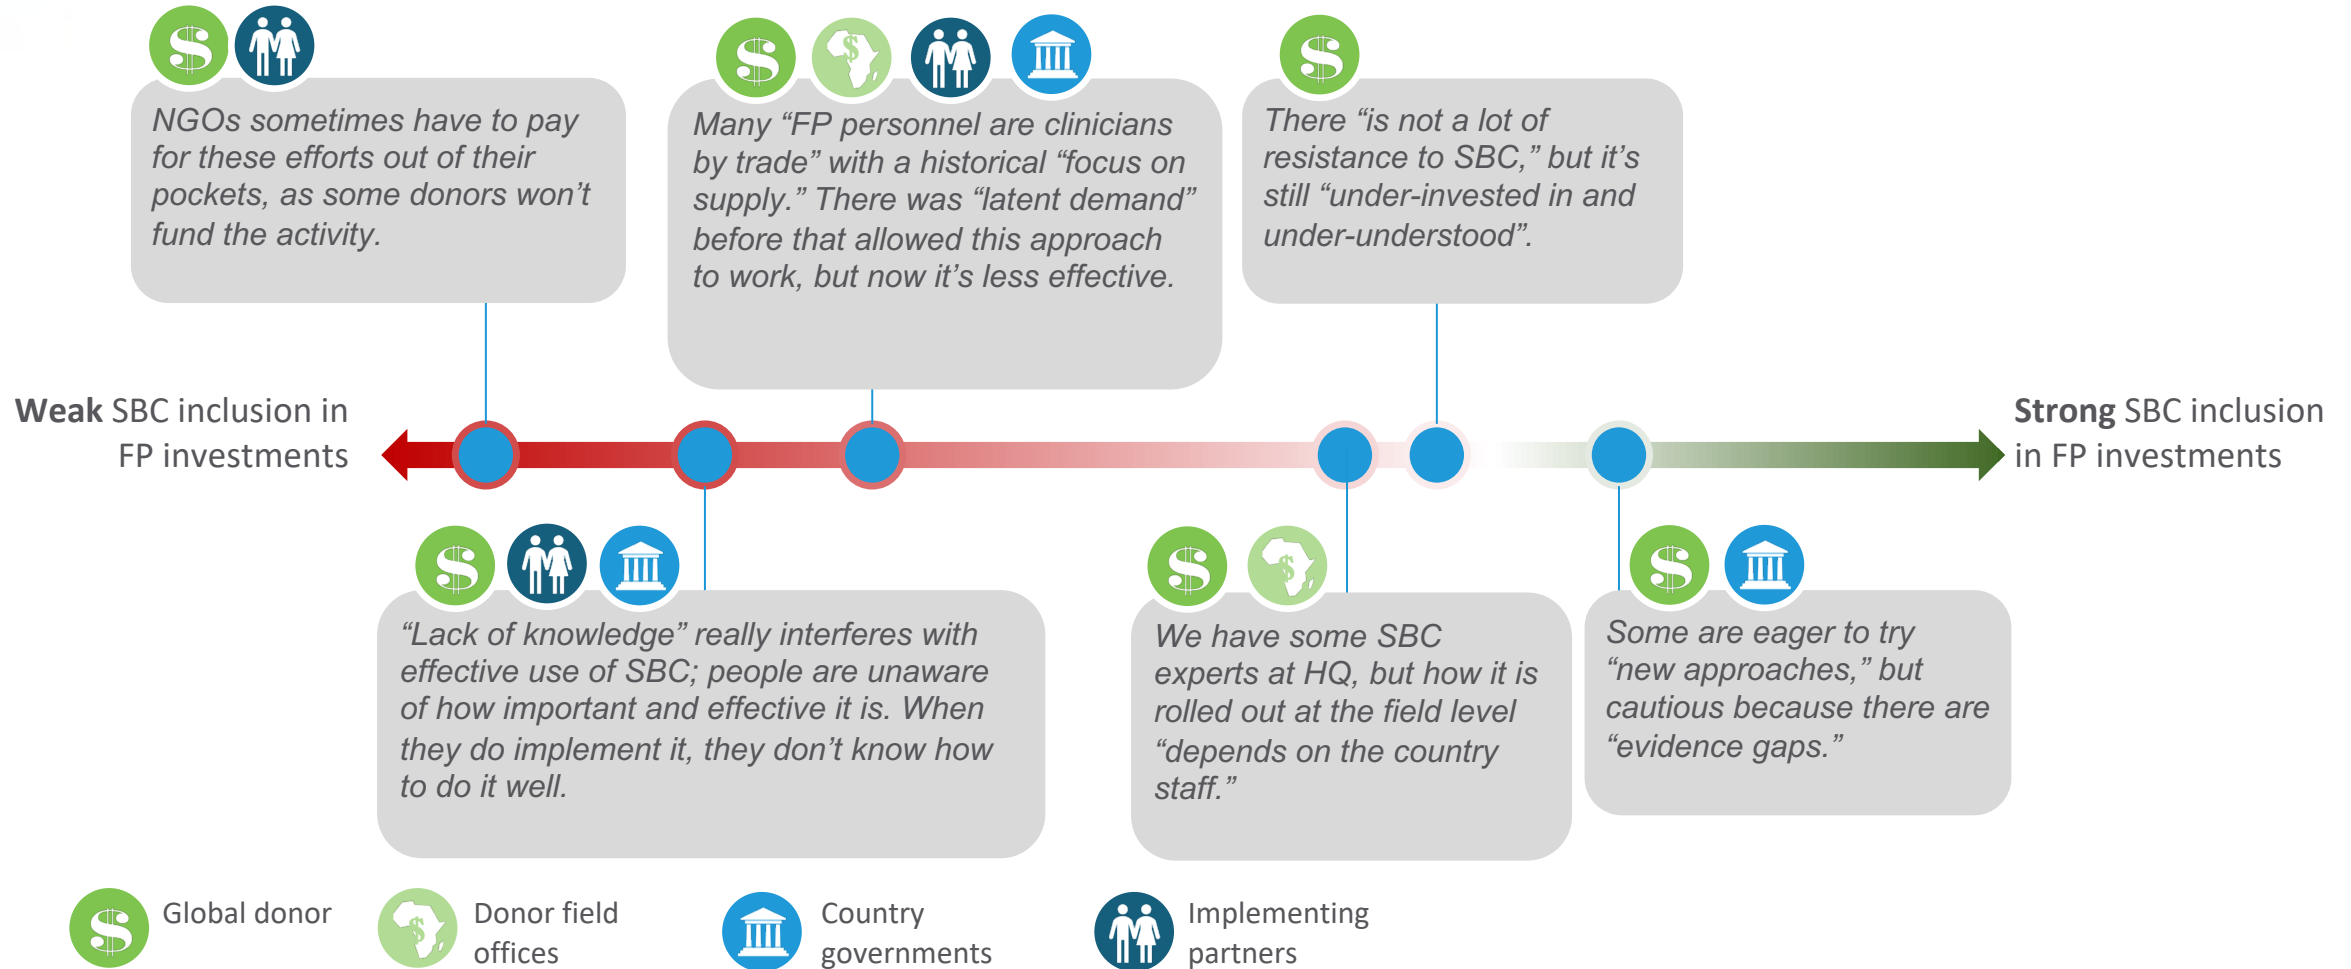 NGOs sometimes have to pay
for these efforts out of their
pockets, as some donors won’t
fund the activity.
Many “FP personnel are clinicians
by trade” with a historical “focus on
supply.” There was “latent demand”
before that allowed this approach
to work, but now it’s less effective.
There “is not a lot of
resistance to SBC,” but it’s
still “under-invested in and
under-understood”.
Weak SBC inclusion in
FP investments
Strong SBC inclusion
in FP investments
“Lack of knowledge” really interferes with
effective use of SBC; people are unaware
of how important and effective it is. When
they do implement it, they don’t know how
to do it well.
We have some SBC
experts at HQ, but how it is
rolled out at the field level
“depends on the country
staff.”
Some are eager to try
“new approaches,” but
cautious because there are
“evidence gaps.”
Global donor
Donor field
offices
Country
governments
Implementing
partners